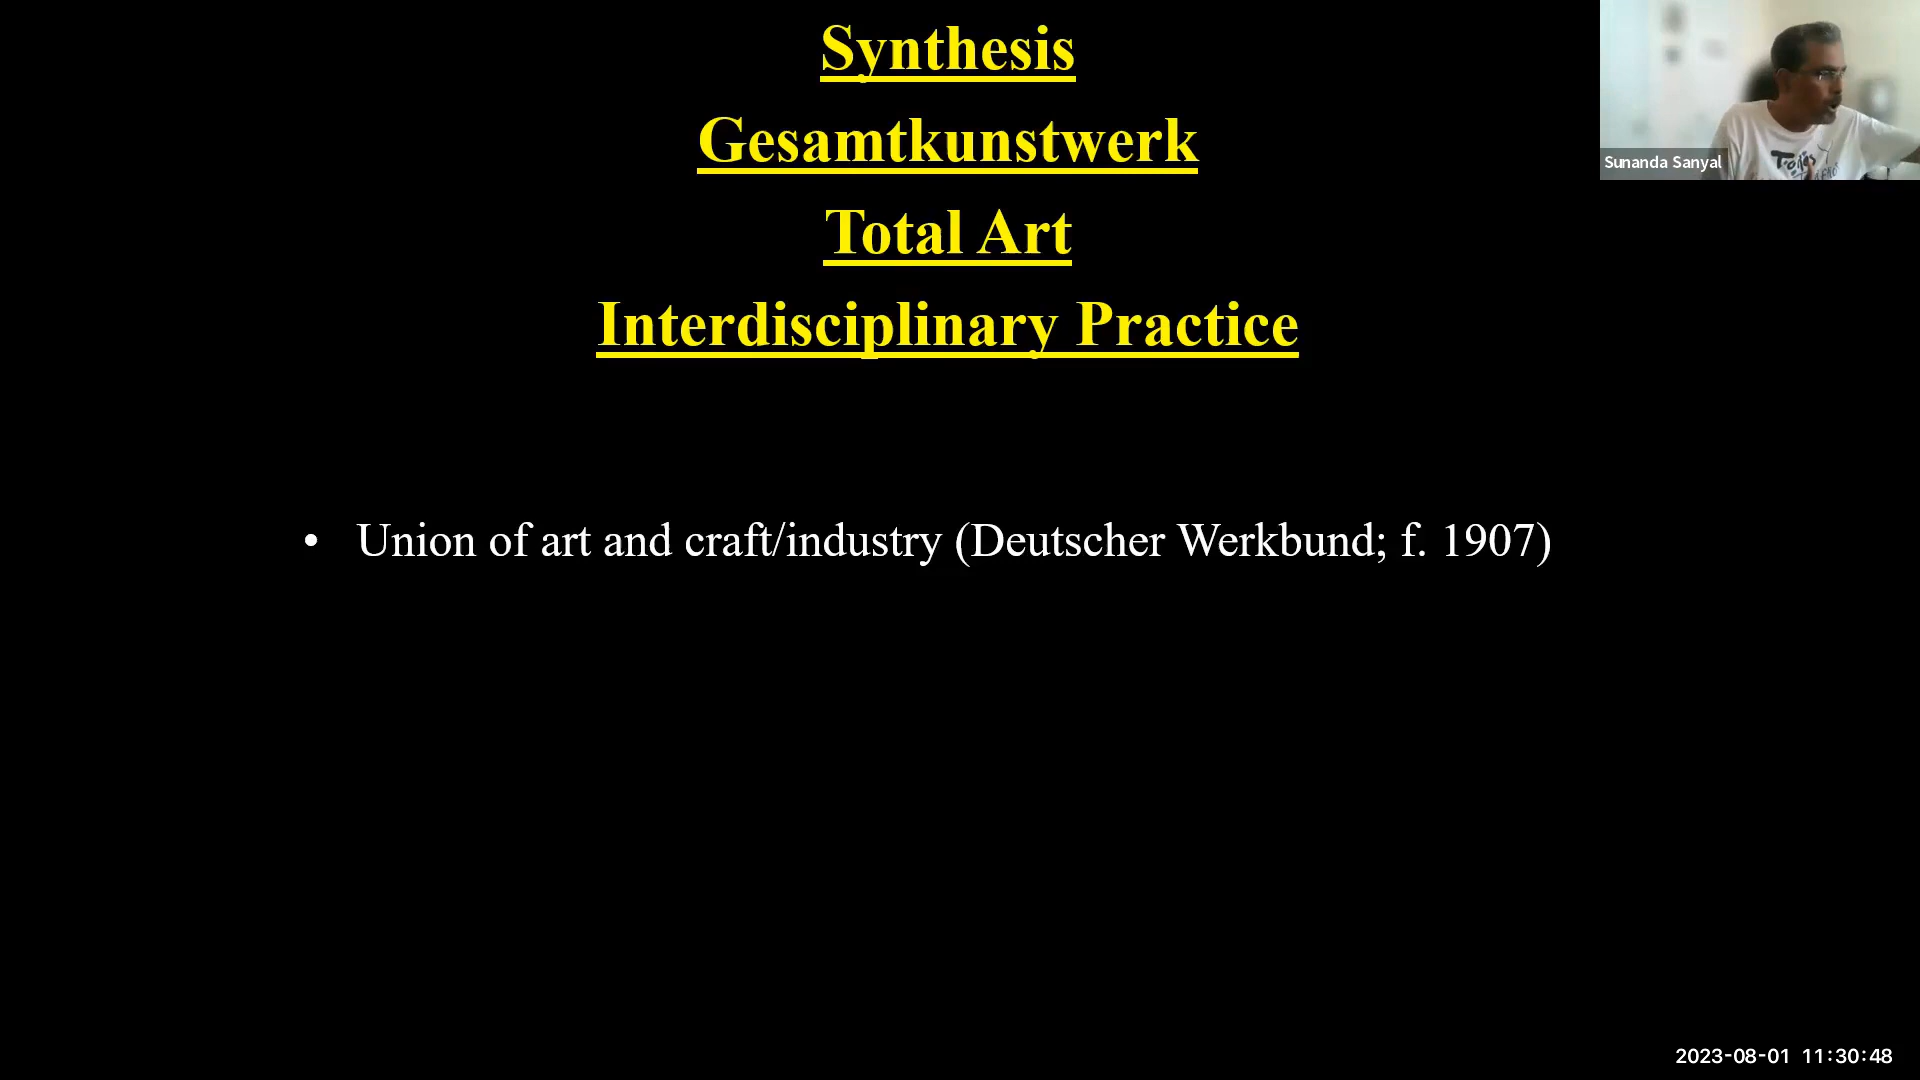 Synthesis
Gesamtkunstwerk
Total Art
Interdisciplinary Practice
• Union of art and craft/industry (Deutscher Werkbund; f. 1907)
Sunanda Sanyal
2023-08-01 11:30:48